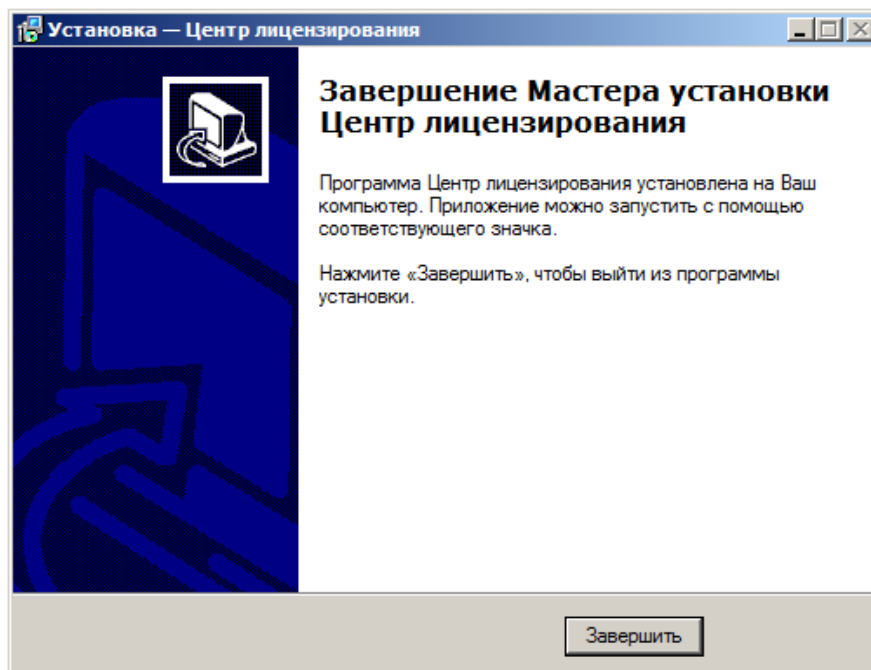 Установка — Центр лицензирования
Завершение Мастера установки
Центр лицензирования
Программа Центр лицензирования установлена на Ваш
компьютер. Приложение можно запустить с помощью
соответствующего значка.
Нажмите «Завершить», чтобы выйти из программы
установки.
Завершить